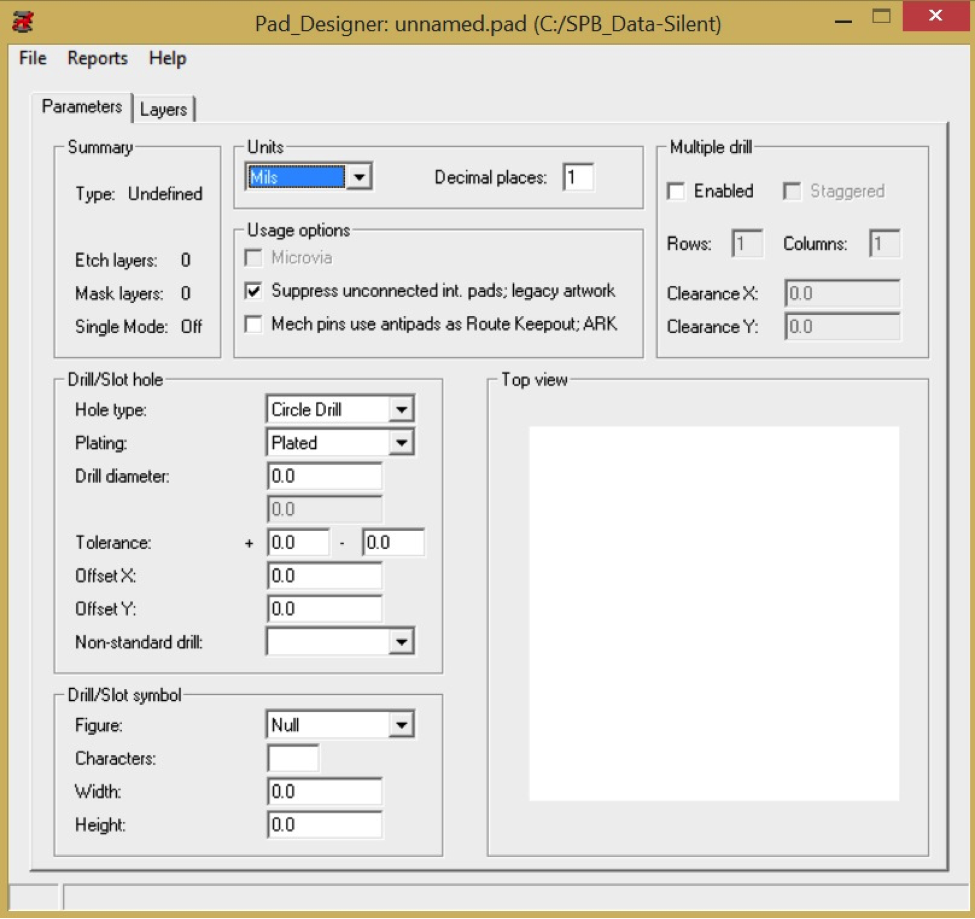 Pad_Designer: unnamed.pad (C:/SPB_Data-Silent)
File Reports Help
Parameters Layers
Summary
Type: Undefined
Etch layers: 0
Mask layers: 0
Single Mode: Off
Units
Mils
Decimal places: 1
Usage options
Microvia
Suppress unconnected int. pads; legacy artwork
Mech pins use antipads as Route Keepout; ARK
Multiple drill
Enabled Staggered
Rows: 1 Columns: 1
Clearance X: 0.0
Clearance Y: 0.0
Drill/Slot hole
Hole type: Circle Drill
Plating: Plated
Drill diameter: 0.0
0.0
Tolerance: + 0.0 - 0.0
Offset X: 0.0
Offset Y: 0.0
Non-standard drill:
Drill/Slot symbol
Figure: Null
Characters:
Width: 0.0
Height: 0.0
Top view